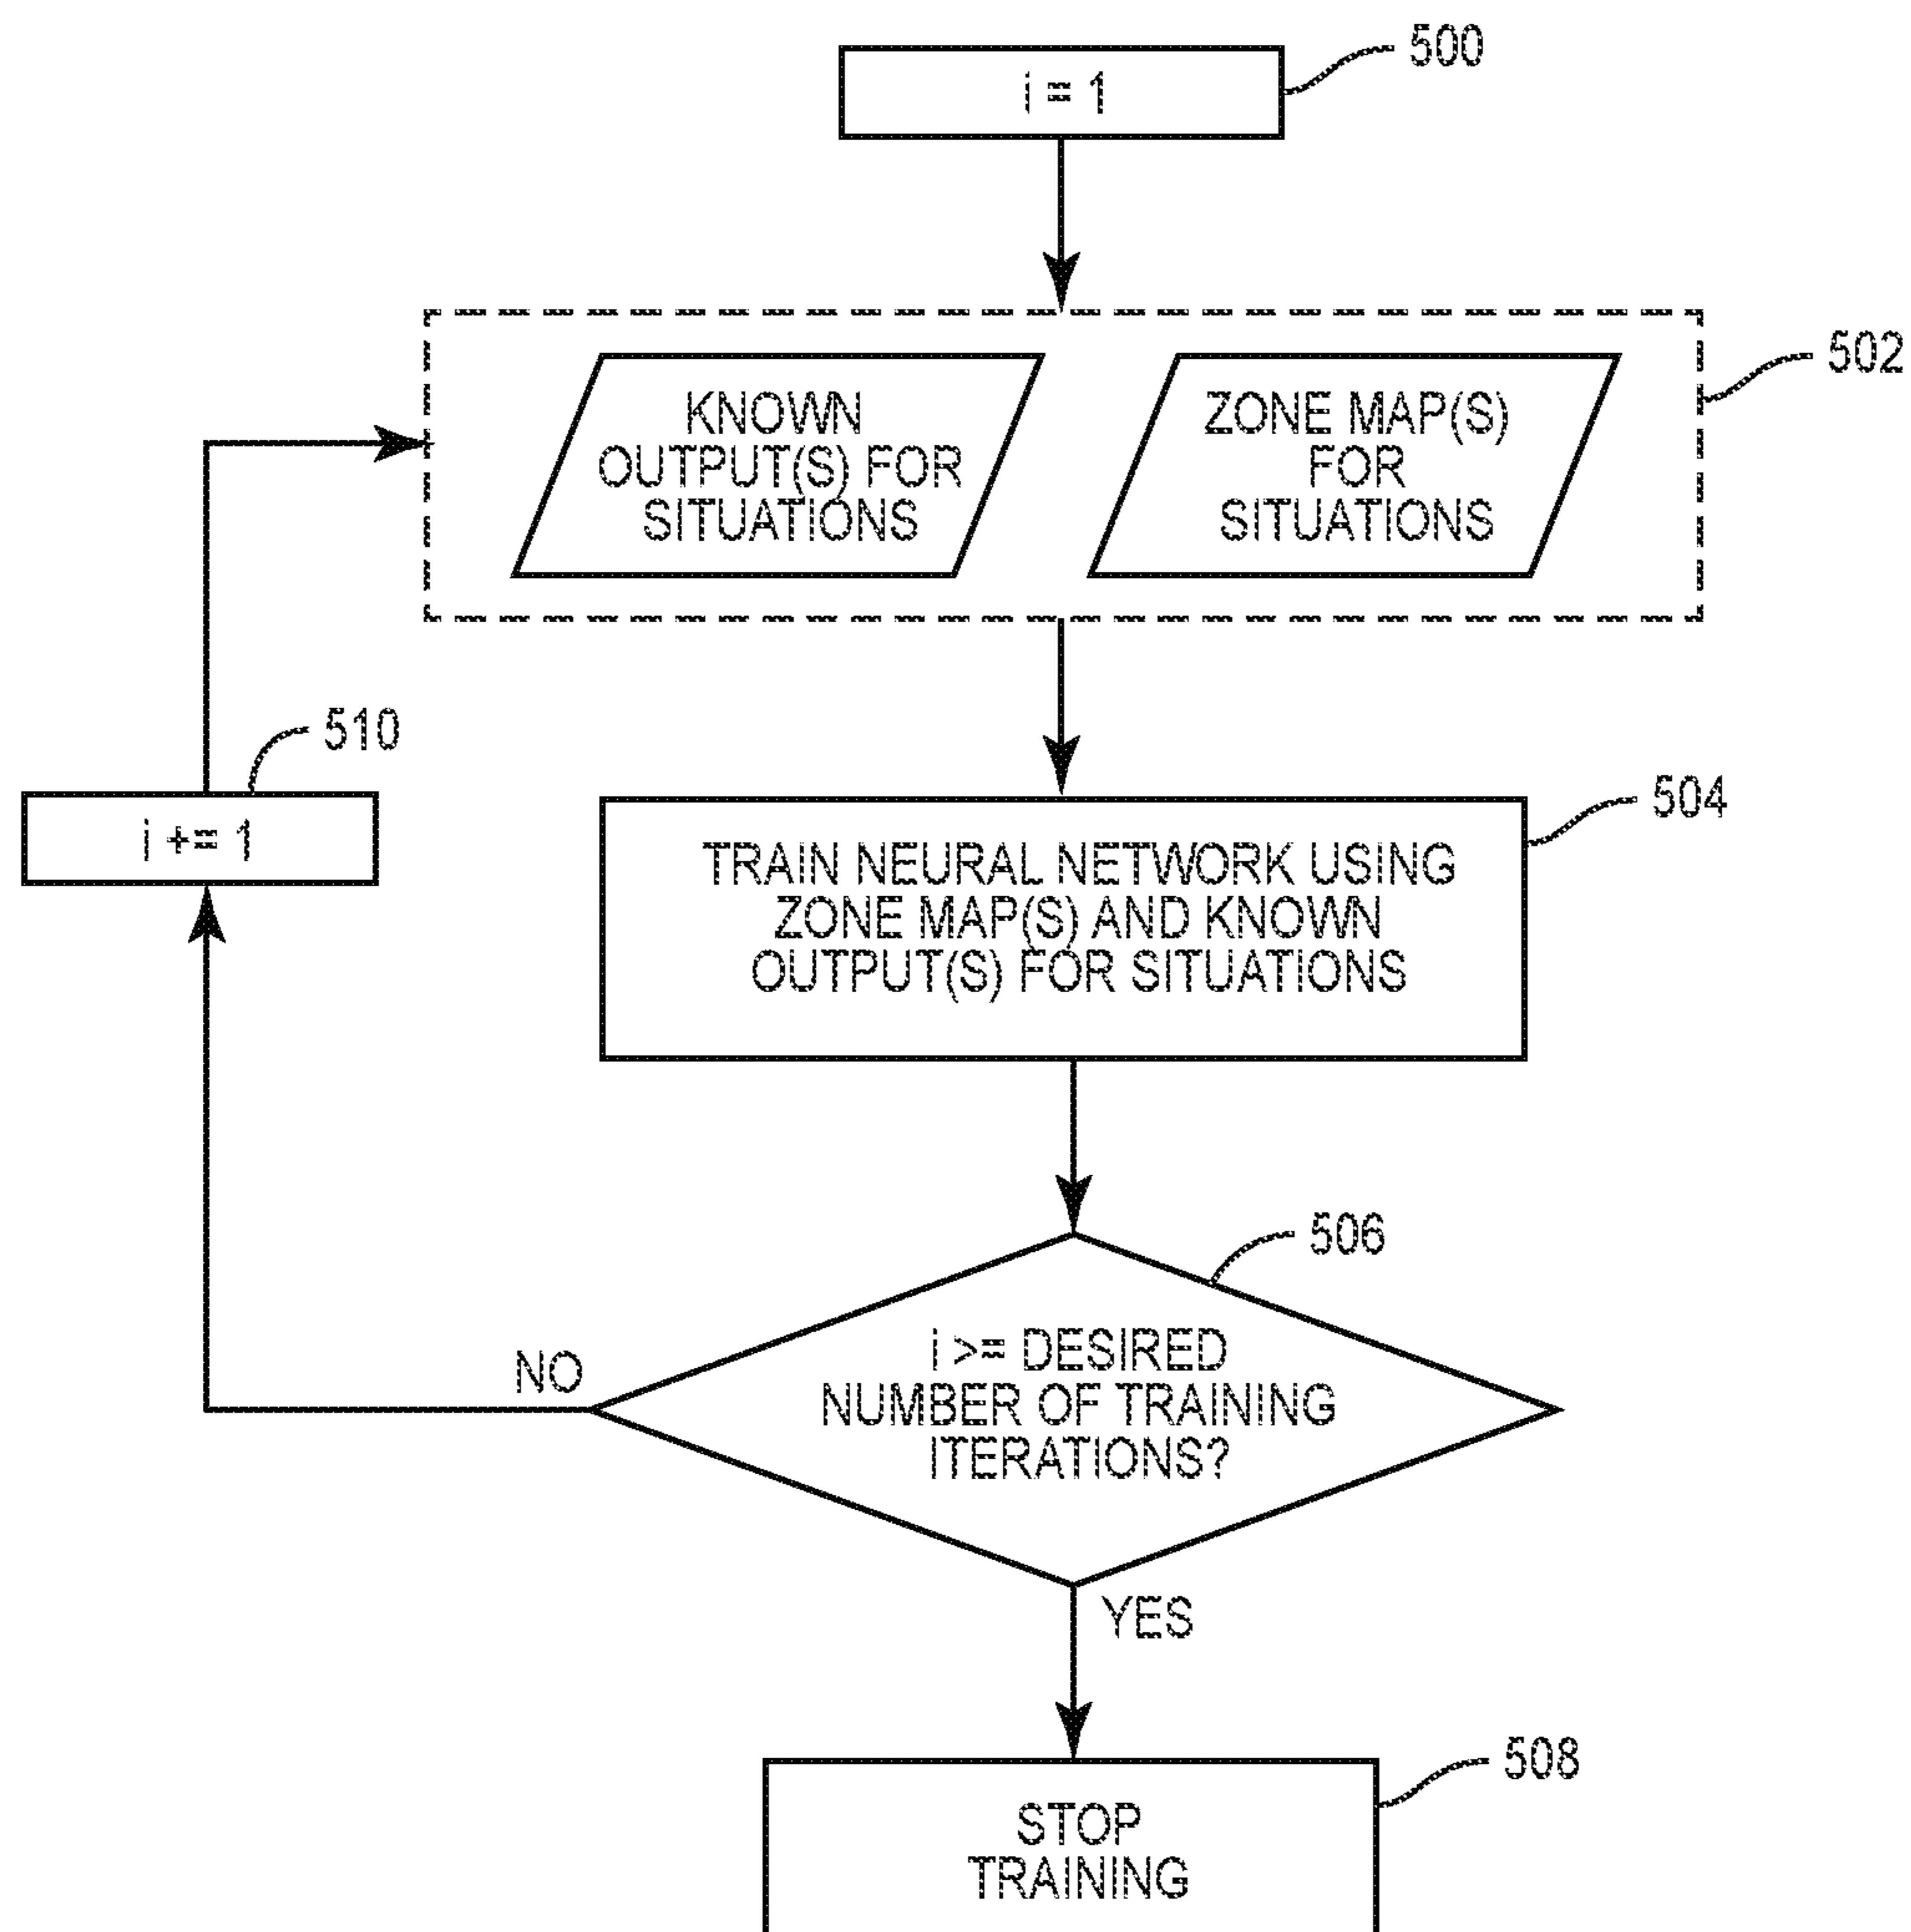 500
i = 1
502
KNOWN
OUTPUT(S) FOR
SITUATIONS
ZONE MAP(S)
FOR
SITUATIONS
510
i += 1
504
TRAIN NEURAL NETWORK USING
ZONE MAP(S) AND KNOWN
OUTPUT(S) FOR SITUATIONS
506
i >= DESIRED
NUMBER OF TRAINING
ITERATIONS?
NO
YES
508
STOP
TRAINING